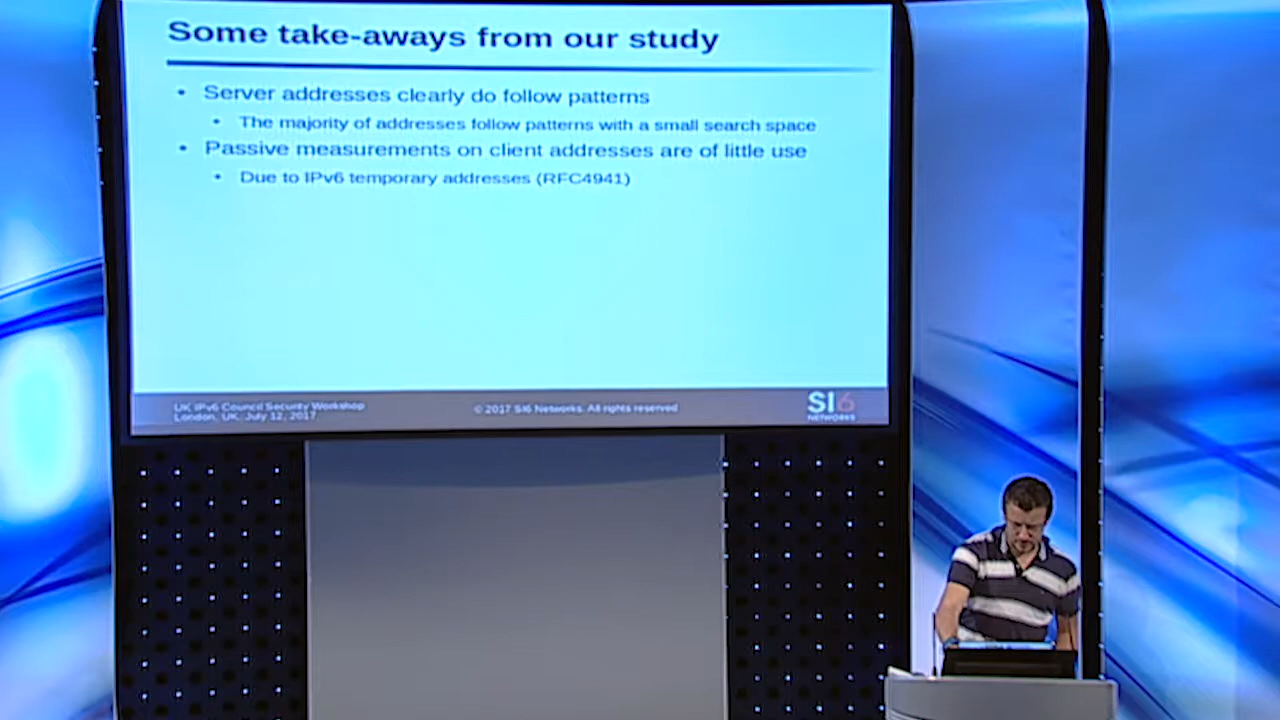 Some take-aways from our study
• Server addresses clearly do follow patterns
• The majority of addresses follow patterns with a small search space
• Passive measurements on client addresses are of little use
• Due to IPv6 temporary addresses (RFC4941)
UK IPv6 Council Security Workshop
London, UK. July 12, 2017
© 2017 SI6 Networks. All rights reserved
SI6
NETWORKS